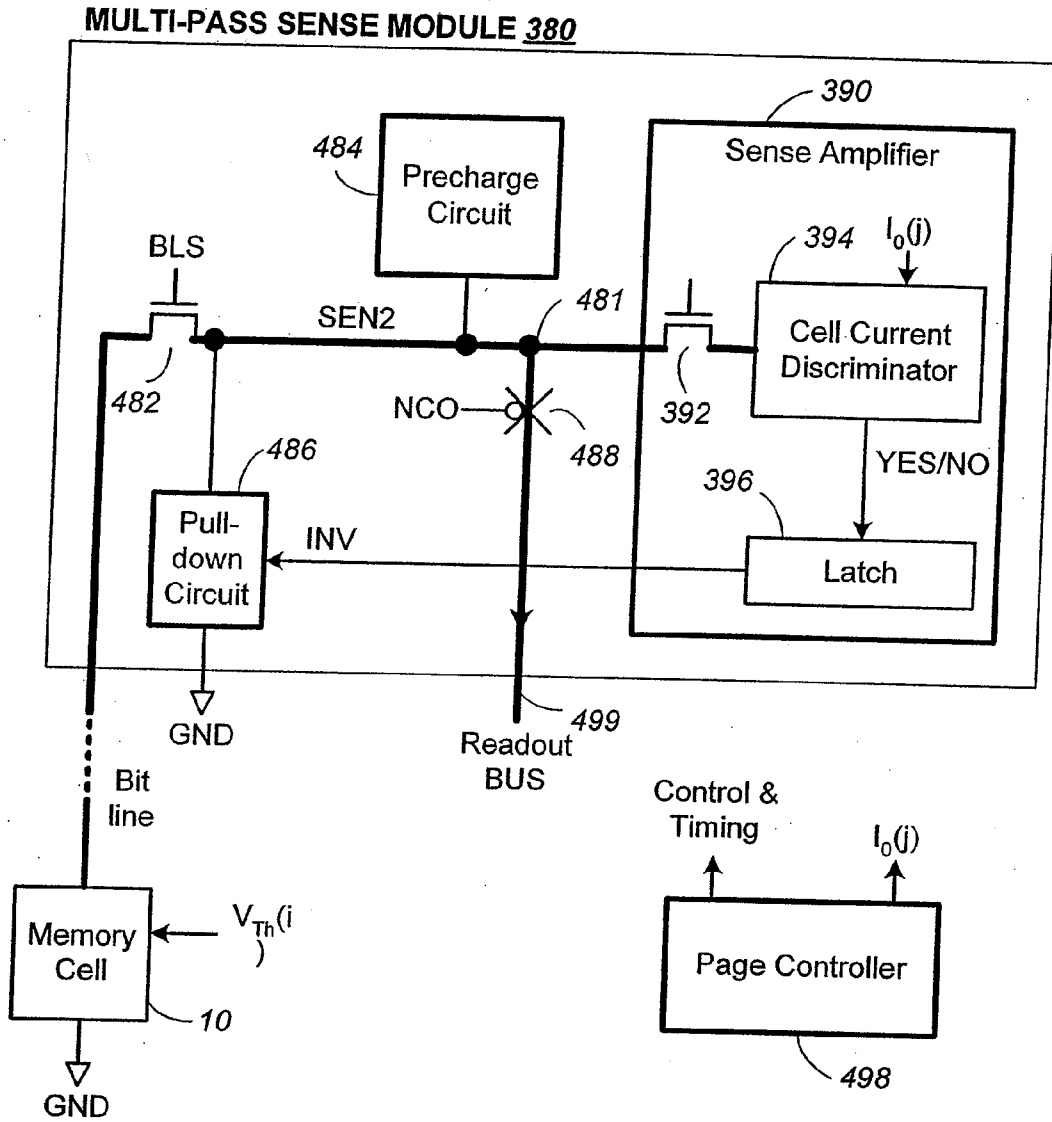 MULTI-PASS SENSE MODULE 380
390
Sense Amplifier
484
Precharge
Circuit
394
I0(j)
BLS
SEN2
481
Cell Current
Discriminator
482
392
NCO
488
486
YES/NO
396
Pull-
down
Circuit
INV
Latch
GND
499
Readout
BUS
Bit
line
Control &
Timing
I0(j)
Memory
Cell
VTh(i
)
Page Controller
10
498
GND